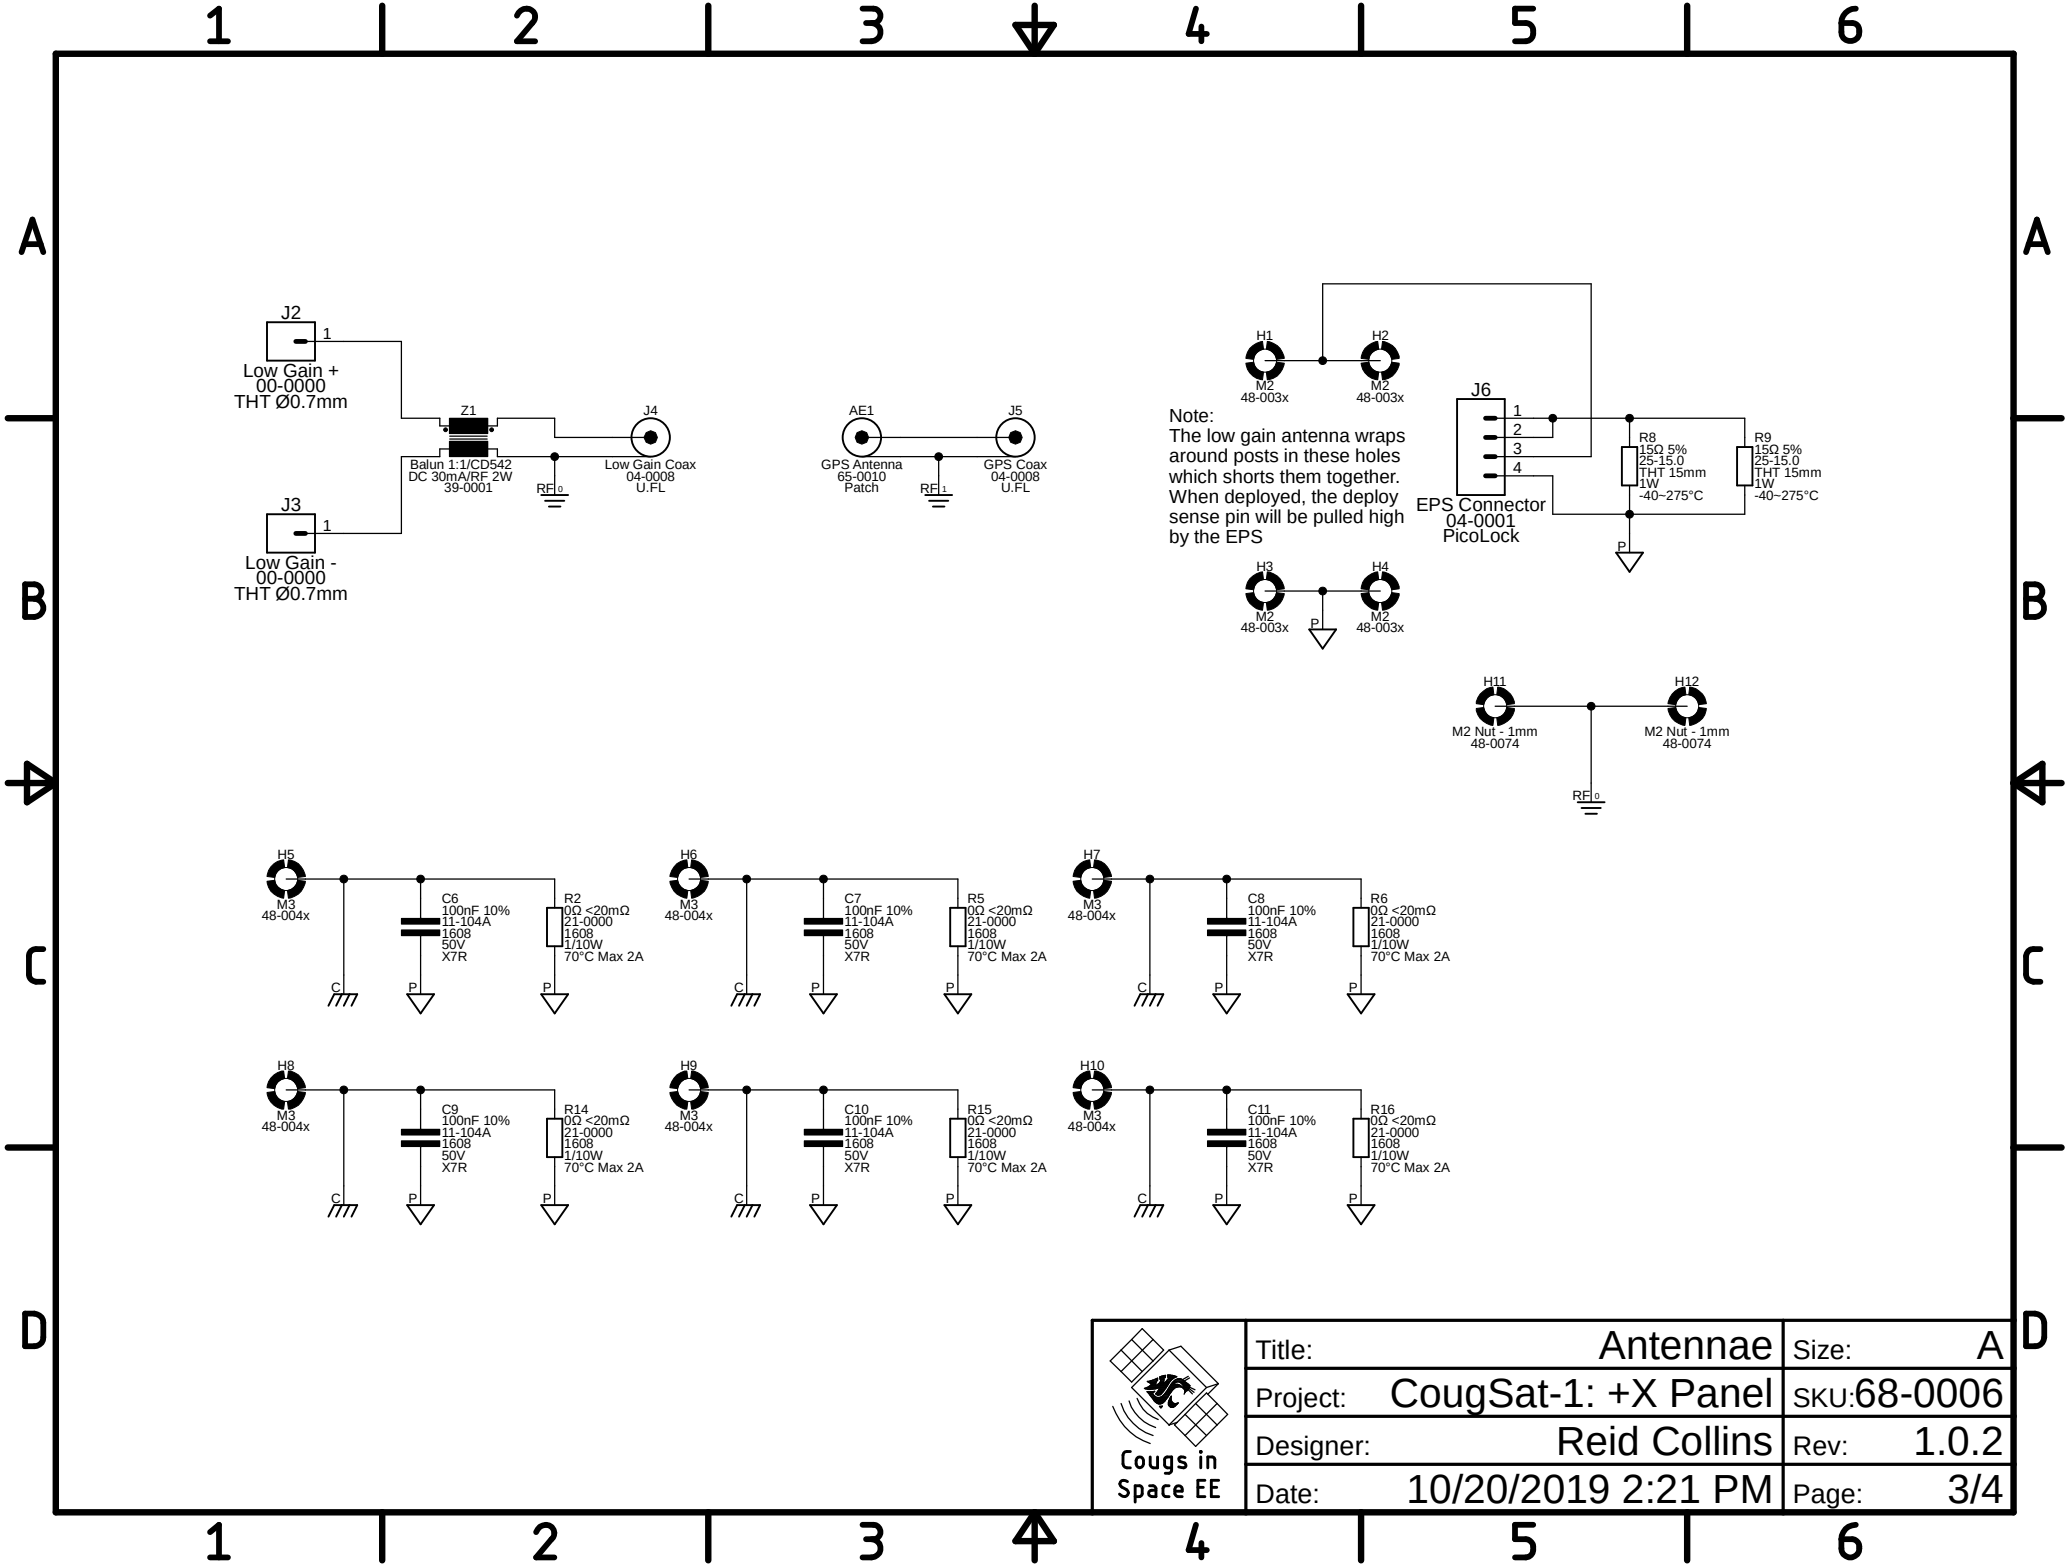 1 2 3 4 5 6
A A
J2
1
Low Gain +
00-0000
THT Ø0.7mm
Z1
Balun 1:1/CD542
DC 30mA/RF 2W
39-0001
RF 0
J4
Low Gain Coax
04-0008
U.FL
J3
1
Low Gain -
00-0000
THT Ø0.7mm
AE1
GPS Antenna
65-0010
Patch
RF 1
J5
GPS Coax
04-0008
U.FL
H1
M2
48-003x
H2
M2
48-003x
Note:
The low gain antenna wraps
around posts in these holes
which shorts them together.
When deployed, the deploy
sense pin will be pulled high
by the EPS
J6
1
2
3
4
EPS Connector
04-0001
PicoLock
R8
15Ω 5%
25-15.0
THT 15mm
1W
-40~275°C
R9
15Ω 5%
25-15.0
THT 15mm
1W
-40~275°C
P
B B
H3
M2
48-003x
P
H4
M2
48-003x
H11
M2 Nut - 1mm
48-0074
H12
M2 Nut - 1mm
48-0074
RF 0
H5
M3
48-004x
C
C6
100nF 10%
11-104A
1608
50V
X7R
P
R2
0Ω <20mΩ
21-0000
1608
1/10W
70°C Max 2A
P
H6
M3
48-004x
C
C7
100nF 10%
11-104A
1608
50V
X7R
P
R5
0Ω <20mΩ
21-0000
1608
1/10W
70°C Max 2A
P
H7
M3
48-004x
C
C8
100nF 10%
11-104A
1608
50V
X7R
P
R6
0Ω <20mΩ
21-0000
1608
1/10W
70°C Max 2A
P
C C
H8
M3
48-004x
C
C9
100nF 10%
11-104A
1608
50V
X7R
P
R14
0Ω <20mΩ
21-0000
1608
1/10W
70°C Max 2A
P
H9
M3
48-004x
C
C10
100nF 10%
11-104A
1608
50V
X7R
P
R15
0Ω <20mΩ
21-0000
1608
1/10W
70°C Max 2A
P
H10
M3
48-004x
C
C11
100nF 10%
11-104A
1608
50V
X7R
P
R16
0Ω <20mΩ
21-0000
1608
1/10W
70°C Max 2A
P
D D
Cougs in
Space EE
Title: Antennae Size: A
Project: CougSat-1: +X Panel SKU:68-0006
Designer: Reid Collins Rev: 1.0.2
Date: 10/20/2019 2:21 PM Page: 3/4
1 2 3 4 5 6